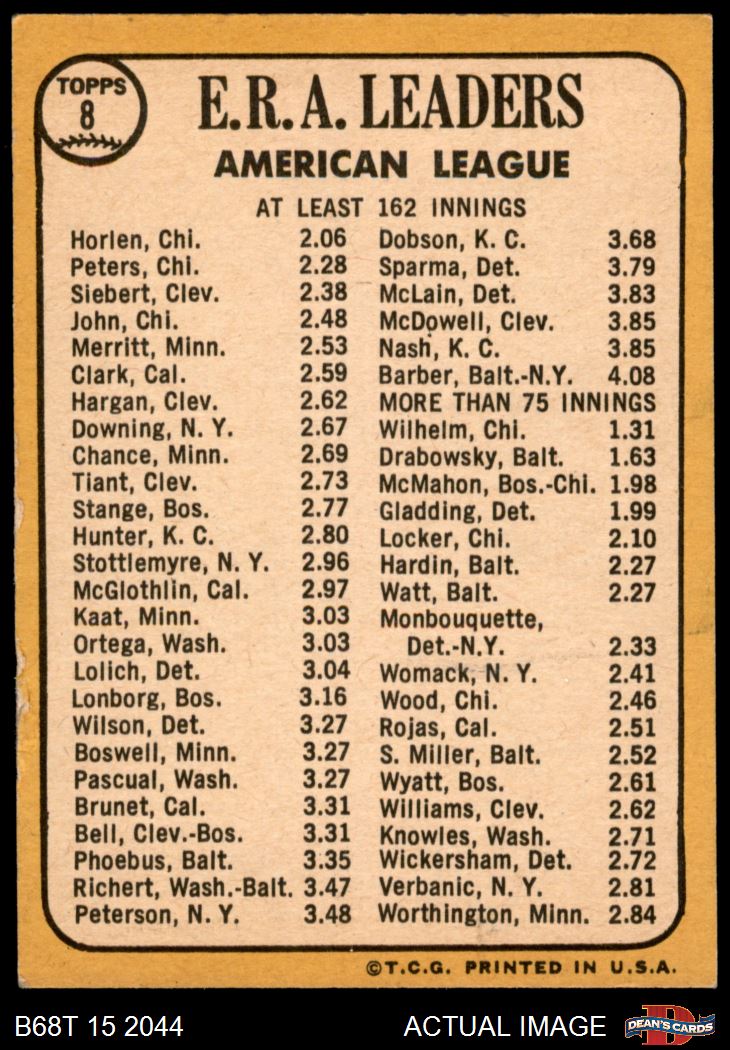 TOPPS
8
E.R.A. LEADERS
AMERICAN LEAGUE
AT LEAST 162 INNINGS
Horlen, Chi. 2.06
Peters, Chi. 2.28
Siebert, Clev. 2.38
John, Chi. 2.48
Merritt, Minn. 2.53
Clark, Cal. 2.59
Hargan, Clev. 2.62
Downing, N. Y. 2.67
Chance, Minn. 2.69
Tiant, Clev. 2.73
Stange, Bos. 2.77
Hunter, K. C. 2.80
Stottlemyre, N. Y. 2.96
McGlothlin, Cal. 2.97
Kaat, Minn. 3.03
Ortega, Wash. 3.03
Lolich, Det. 3.04
Lonborg, Bos. 3.16
Wilson, Det. 3.27
Boswell, Minn. 3.27
Pascual, Wash. 3.27
Brunet, Cal. 3.31
Bell, Clev.-Bos. 3.31
Phoebus, Balt. 3.35
Richert, Wash.-Balt. 3.47
Peterson, N. Y. 3.48
Dobson, K. C. 3.68
Sparma, Det. 3.79
McLain, Det. 3.83
McDowell, Clev. 3.85
Nash, K. C. 3.85
Barber, Balt.-N.Y. 4.08
MORE THAN 75 INNINGS
Wilhelm, Chi. 1.31
Drabowsky, Balt. 1.63
McMahon, Bos.-Chi. 1.98
Gladding, Det. 1.99
Locker, Chi. 2.10
Hardin, Balt. 2.27
Watt, Balt. 2.27
Monbouquette,
Det.-N.Y. 2.33
Womack, N. Y. 2.41
Wood, Chi. 2.46
Rojas, Cal. 2.51
S. Miller, Balt. 2.52
Wyatt, Bos. 2.61
Williams, Clev. 2.62
Knowles, Wash. 2.71
Wickersham, Det. 2.72
Verbanic, N. Y. 2.81
Worthington, Minn. 2.84
©T.C.G. PRINTED IN U.S.A.
B68T 15 2044
ACTUAL IMAGE
D
DEAN'S CARDS